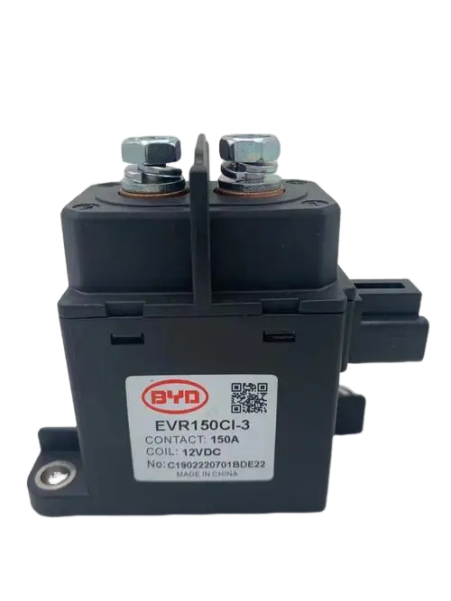 BYD
EVR150CI-3
CONTACT: 150A
COIL: 12VDC
No: C1902220701BDE22
MADE IN CHINA